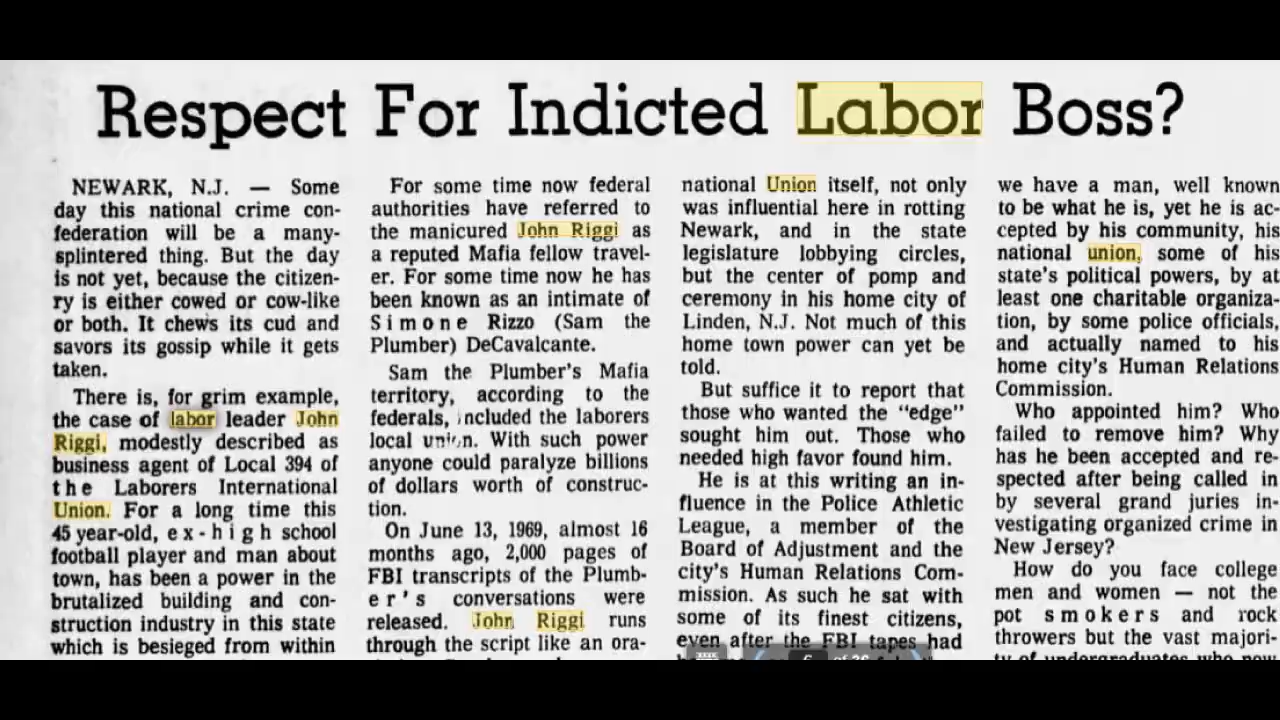 Respect For Indicted Labor Boss?
NEWARK, N.J. — Some
day this national crime con-
federation will be a many-
splintered thing. But the day
is not yet, because the citizen-
ry is either cowed or cow-like
or both. It chews its cud and
savors its gossip while it gets
taken.
There is, for grim example,
the case of labor leader John
Riggi, modestly described as
business agent of Local 394 of
the Laborers International
Union. For a long time this
45 year-old, ex-high school
football player and man about
town, has been a power in the
brutalized building and con-
struction industry in this state
which is besieged from within
For some time now federal
authorities have referred to
the manicured John Riggi as
a reputed Mafia fellow travel-
er. For some time now he has
been known as an intimate of
Simone Rizzo (Sam the
Plumber) DeCavalcante.
Sam the Plumber's Mafia
territory, according to the
federals, included the laborers
local union. With such power
anyone could paralyze billions
of dollars worth of construc-
tion.
On June 13, 1969, almost 16
months ago, 2,000 pages of
FBI transcripts of the Plumb-
er's conversations were
released. John Riggi runs
through the script like an ora-
national Union itself, not only
was influential here in rotting
Newark, and in the state
legislature lobbying circles,
but the center of pomp and
ceremony in his home city of
Linden, N.J. Not much of this
home town power can yet be
told.
But suffice it to report that
those who wanted the "edge"
sought him out. Those who
needed high favor found him.
He is at this writing an in-
fluence in the Police Athletic
League, a member of the
Board of Adjustment and the
city's Human Relations Com-
mission. As such he sat with
some of its finest citizens,
even after the FBI tapes had
we have a man, well known
to be what he is, yet he is ac-
cepted by his community, his
national union, some of his
state's political powers, by at
least one charitable organiza-
tion, by some police officials,
and actually named to his
home city's Human Relations
Commission.
Who appointed him? Who
failed to remove him? Why
has he been accepted and re-
spected after being called in
by several grand juries in-
vestigating organized crime in
New Jersey?
How do you face college
men and women — not the
pot smokers and rock
throwers but the vast majori-
ty of undergraduates who now